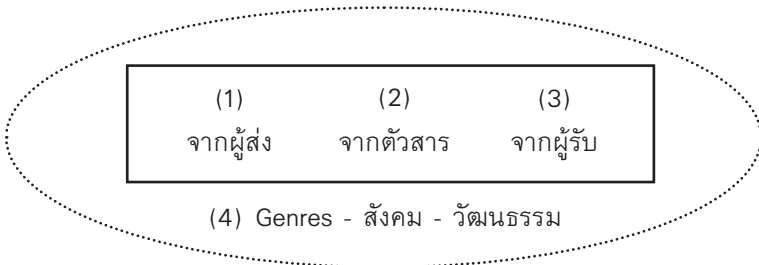 (1) (2) (3)
จากผู้ส่ง จากตัวสาร จากผู้รับ
(4) Genres - สังคม - วัฒนธรรม